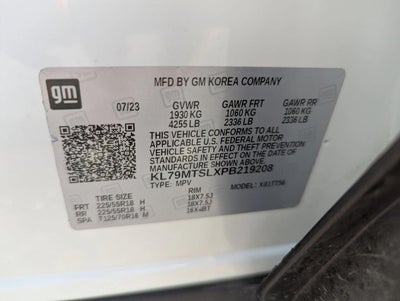 gm
MFD BY GM KOREA COMPANY
07/23 GVWR GAWR FRT GAWR RR
1930 KG 1060 KG 1060 KG
4255 LB 2336 LB 2336 LB
THIS VEHICLE CONFORMS TO ALL
APPLICABLE U.S. FEDERAL MOTOR
VEHICLE SAFETY, BUMPER, AND THEFT
PREVENTION STANDARDS IN EFFECT ON
THE DATE OF MANUFACTURE SHOWN ABOVE.
KL79MTSLXPB219208
TYPE: MPV MODEL:
TIRE SIZE RIM
FRT 225/55R18 H 18X7.5J
RR 225/55R18 H 18X7.5J
SPA T125/70R16 M 16X4BT